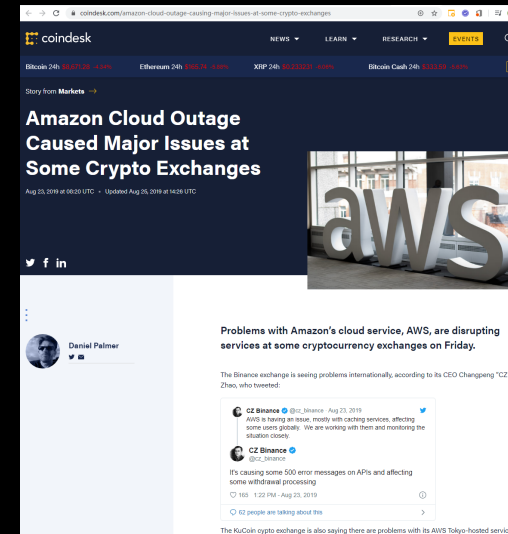 coindesk.com/amazon-cloud-outage-causing-major-issues-at-some-crypto-exchanges
coindesk
NEWS LEARN RESEARCH EVENTS
Bitcoin 24h Ethereum 24h XRP 24h Bitcoin Cash 24h
Story from Markets →
Amazon Cloud Outage
Caused Major Issues at
Some Crypto Exchanges
Aug 23, 2019 at 08:20 UTC • Updated Aug 25, 2019 at 14:26 UTC
aws
Daniel Palmer
Problems with Amazon's cloud service, AWS, are disrupting
services at some cryptocurrency exchanges on Friday.
The Binance exchange is seeing problems internationally, according to its CEO Changpeng "CZ
Zhao, who tweeted:
CZ Binance @cz_binance · Aug 23, 2019
AWS is having an issue, mostly with caching services, affecting
some users globally. We are working with them and monitoring the
situation closely.
CZ Binance
@cz_binance
It's causing some 500 error messages on APIs and affecting
some withdrawal processing
165 1:22 PM - Aug 23, 2019
62 people are talking about this
The KuCoin cypto exchange is also saying there are problems with its AWS Tokyo-hosted servic